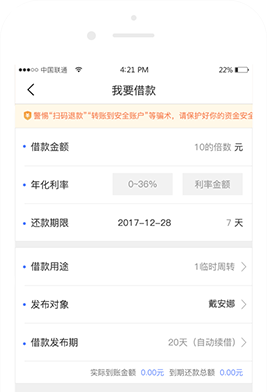 中国联通 4:21 PM 22%
我要借款
警惕“扫码退款”“转账到安全账户”等骗术，请保护好你的资金安全
借款金额 10的倍数 元
年化利率 0~36% 利率金额
还款期限 2017-12-28 7 天
借款用途 1临时周转
发布对象 戴安娜
借款发布期 20天（自动续借）
实际到账金额 0.00元 到期还款总额 0.00元